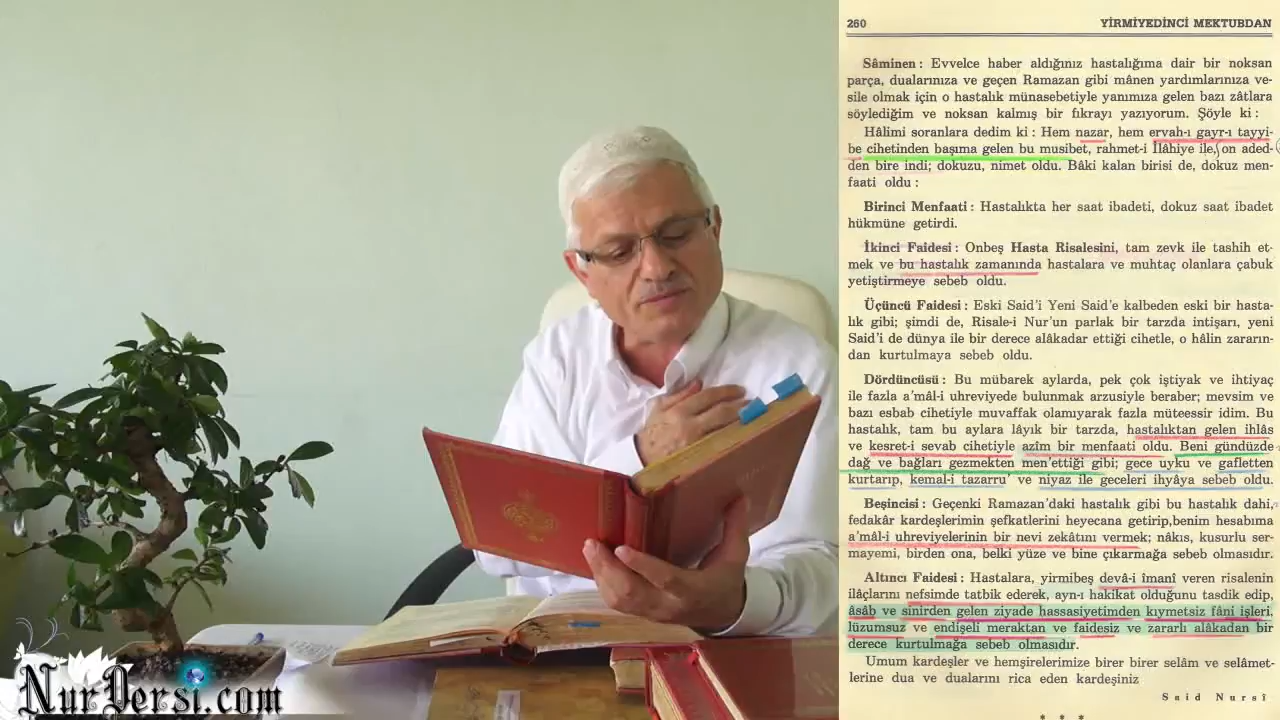 260 YİRMİYEDİNCİ MEKTUBDAN
Sâminen : Evvelce haber aldığınız hastalığıma dair bir noksan
parça, dualarınıza ve geçen Ramazan gibi mânen yardımlarınıza ve-
sile olmak için o hastalık münasebetiyle yanımıza gelen bazı zâtlara
söylediğim ve noksan kalmış bir fıkrayı yazıyorum. Şöyle ki :
Hâlimi soranlara dedim ki : Hem nazar, hem ervah-ı gayr-ı tayyi-
be cihetinden başıma gelen bu musibet, rahmet-i İlâhiye ile, on aded-
den bire indi; dokuzu, nimet oldu. Bâki kalan birisi de, dokuz men-
faati oldu :
Birinci Menfaati : Hastalıkta her saat ibadeti, dokuz saat ibadet
hükmüne getirdi.
İkinci Faidesi : Onbeş Hasta Risalesini, tam zevk ile tashih et-
mek ve bu hastalık zamanında hastalara ve muhtaç olanlara çabuk
yetiştirmeye sebeb oldu.
Üçüncü Faidesi : Eski Said'i Yeni Said'e kalbeden eski bir hasta-
lık gibi; şimdi de, Risale-i Nur'un parlak bir tarzda intişarı, yeni
Said'i de dünya ile bir derece alâkadar ettiği cihetle, o hâlin zararın-
dan kurtulmaya sebeb oldu.
Dördüncüsü : Bu mübarek aylarda, pek çok iştiyak ve ihtiyaç
ile fazla a'mâl-i uhreviyede bulunmak arzusiyle beraber; mevsim ve
bazı esbab cihetiyle muvaffak olamıyarak fazla müteessir idim. Bu
hastalık, tam bu aylara lâyık bir tarzda, hastalıktan gelen ihlâs
ve kesret-i sevab cihetiyle azîm bir menfaati oldu. Beni gündüzde
dağ ve bağları gezmekten men'ettiği gibi; gece uyku ve gafletten
kurtarıp, kemal-i tazarru' ve niyaz ile geceleri ihyâya sebeb oldu.
Beşincisi : Geçenki Ramazan'daki hastalık gibi bu hastalık dahi,
fedakâr kardeşlerimin şefkatlerini heyecana getirip,benim hesabıma
a'mâl-i uhreviyelerinin bir nevi zekâtını vermek; nâkıs, kusurlu ser-
mayemi, birden ona, belki yüze ve bine çıkarmağa sebeb olmasıdır.
Altıncı Faidesi : Hastalara, yirmibeş devâ-i îmanî veren risalenin
ilâçlarını nefsimde tatbik ederek, ayn-ı hakikat olduğunu tasdik edip,
âsâb ve sinirden gelen ziyade hassasiyetimden kıymetsiz fâni işleri,
lüzumsuz ve endişeli meraktan ve faidesiz ve zararlı alâkadan bir
derece kurtulmağa sebeb olmasıdır.
Umum kardeşler ve hemşirelerimize birer birer selâm ve selâmet-
lerine dua ve dualarını rica eden kardeşiniz
Said Nursî
* * *
NurDersi.com